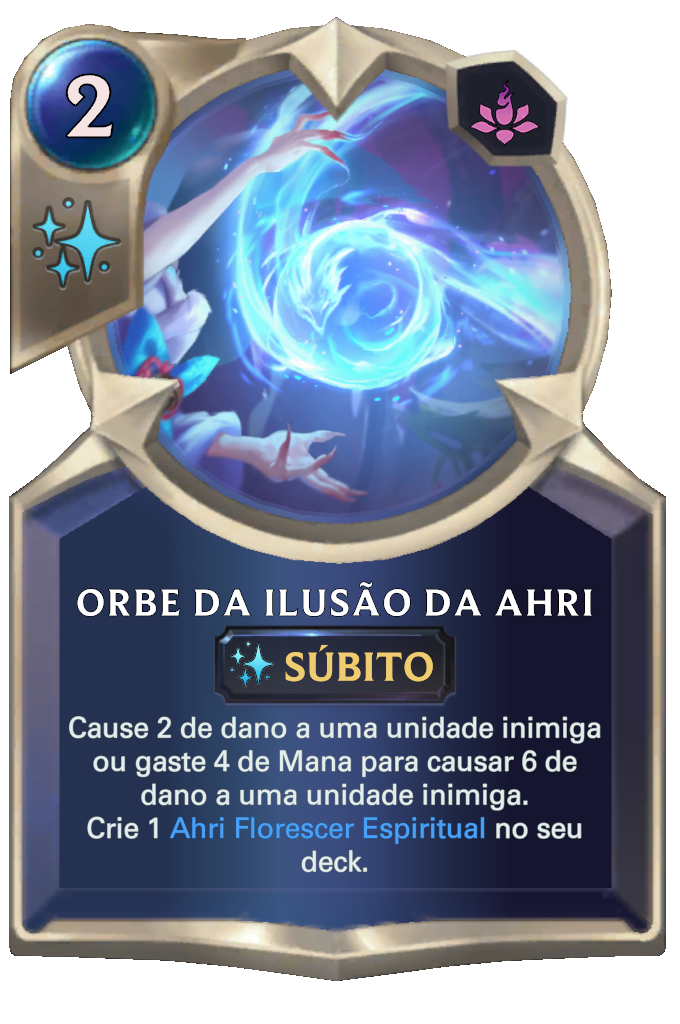 2
ORBE DA ILUSÃO DA AHRI
SÚBITO
Cause 2 de dano a uma unidade inimiga
ou gaste 4 de Mana para causar 6 de
dano a uma unidade inimiga.
Crie 1 Ahri Florescer Espiritual no seu
deck.